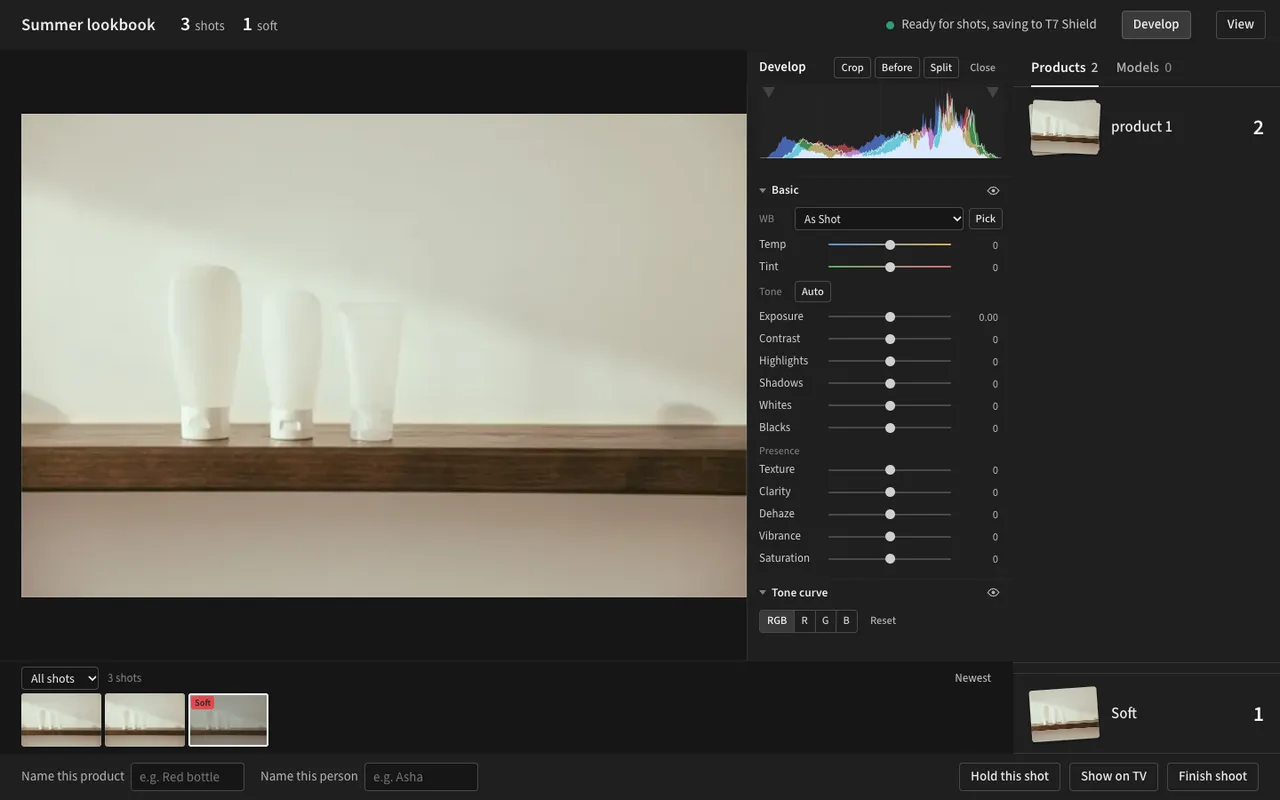 Summer lookbook 3 shots 1 soft Ready for shots, saving to T7 Shield Develop View
Develop Crop Before Split Close
Products 2 Models 0
product 1 2
Basic
WB As Shot Pick
Temp 0
Tint 0
Tone Auto
Exposure 0.00
Contrast 0
Highlights 0
Shadows 0
Whites 0
Blacks 0
Presence
Texture 0
Clarity 0
Dehaze 0
Vibrance 0
Saturation 0
Tone curve
RGB R G B Reset
All shots 3 shots Newest
Soft
Soft 1
Name this product e.g. Red bottle Name this person e.g. Asha Hold this shot Show on TV Finish shoot